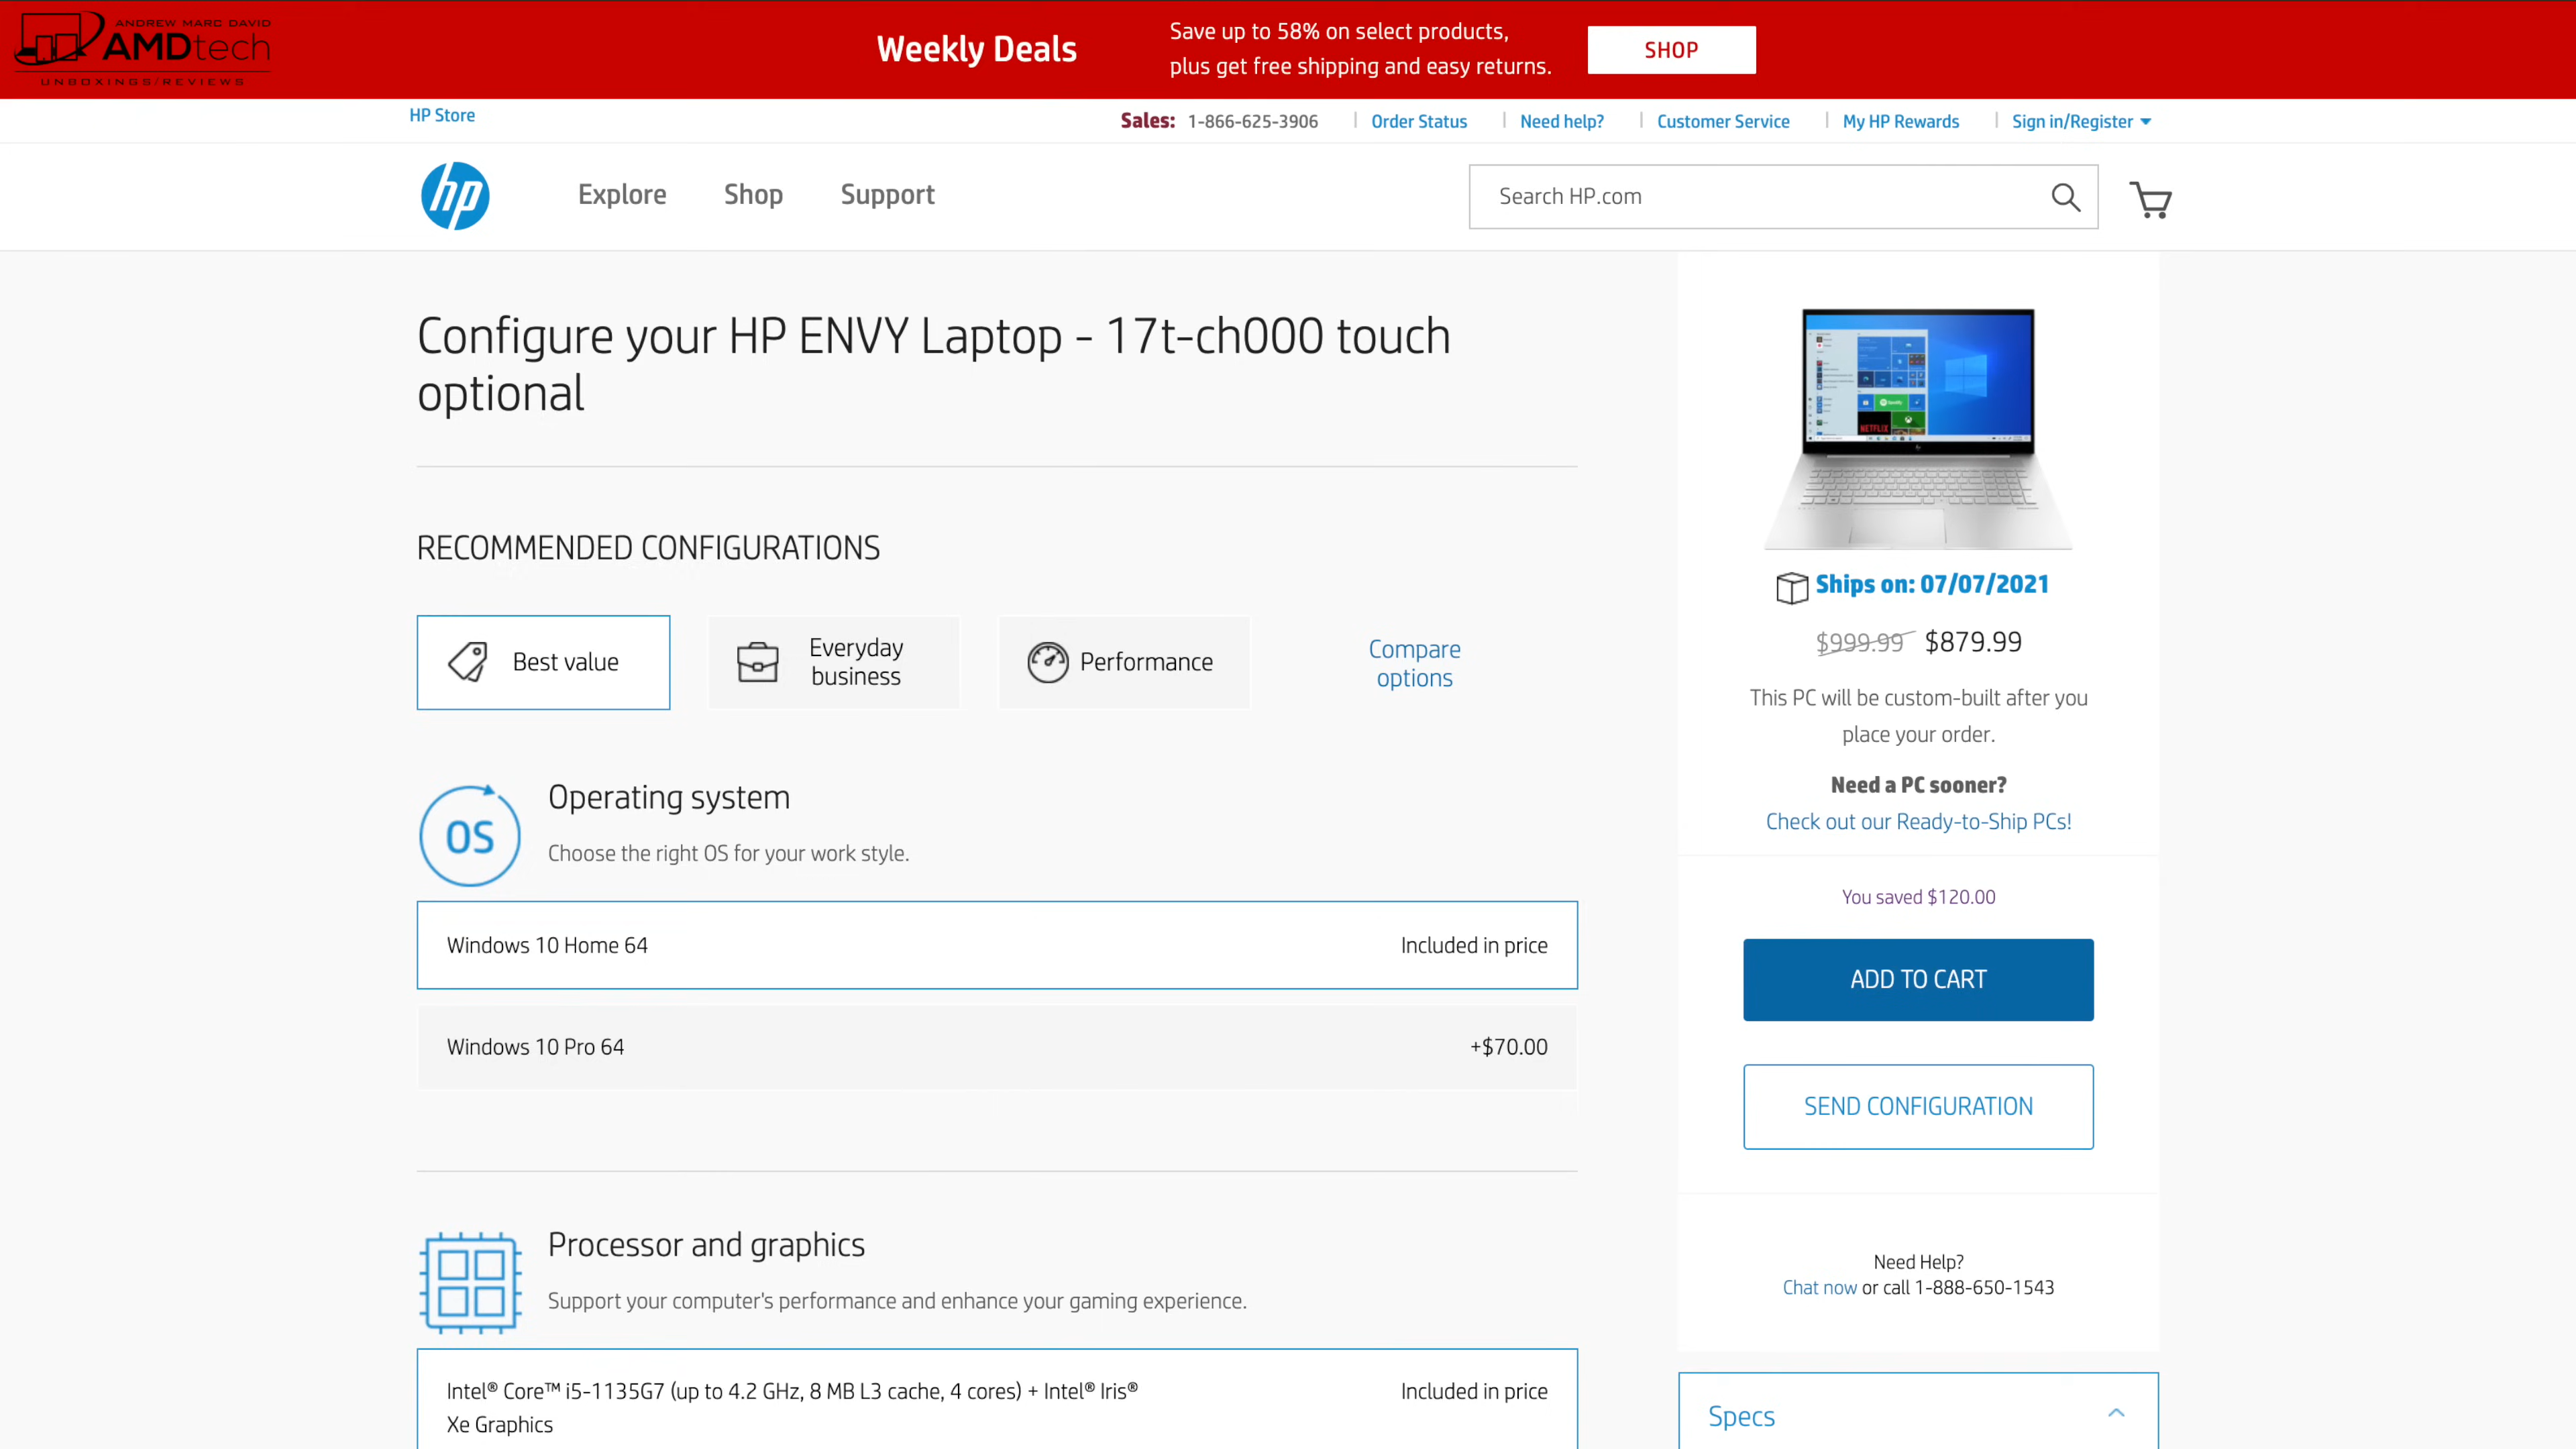 ANDREW MARC DAVID
AMDtech
UNBOXINGS/REVIEWS
Weekly Deals
Save up to 58% on select products,
plus get free shipping and easy returns.
SHOP
HP Store
Sales: 1-866-625-3906
Order Status
Need help?
Customer Service
My HP Rewards
Sign in/Register
hp
Explore
Shop
Support
Search HP.com
Configure your HP ENVY Laptop - 17t-ch000 touch
optional
RECOMMENDED CONFIGURATIONS
Best value
Everyday
business
Performance
Compare
options
OS
Operating system
Choose the right OS for your work style.
Windows 10 Home 64
Included in price
Windows 10 Pro 64
+$70.00
Processor and graphics
Support your computer's performance and enhance your gaming experience.
Intel® Core™ i5-1135G7 (up to 4.2 GHz, 8 MB L3 cache, 4 cores) + Intel® Iris®
Xe Graphics
Included in price
NETFLIX
Ships on: 07/07/2021
$999.99 $879.99
This PC will be custom-built after you
place your order.
Need a PC sooner?
Check out our Ready-to-Ship PCs!
You saved $120.00
ADD TO CART
SEND CONFIGURATION
Need Help?
Chat now or call 1-888-650-1543
Specs